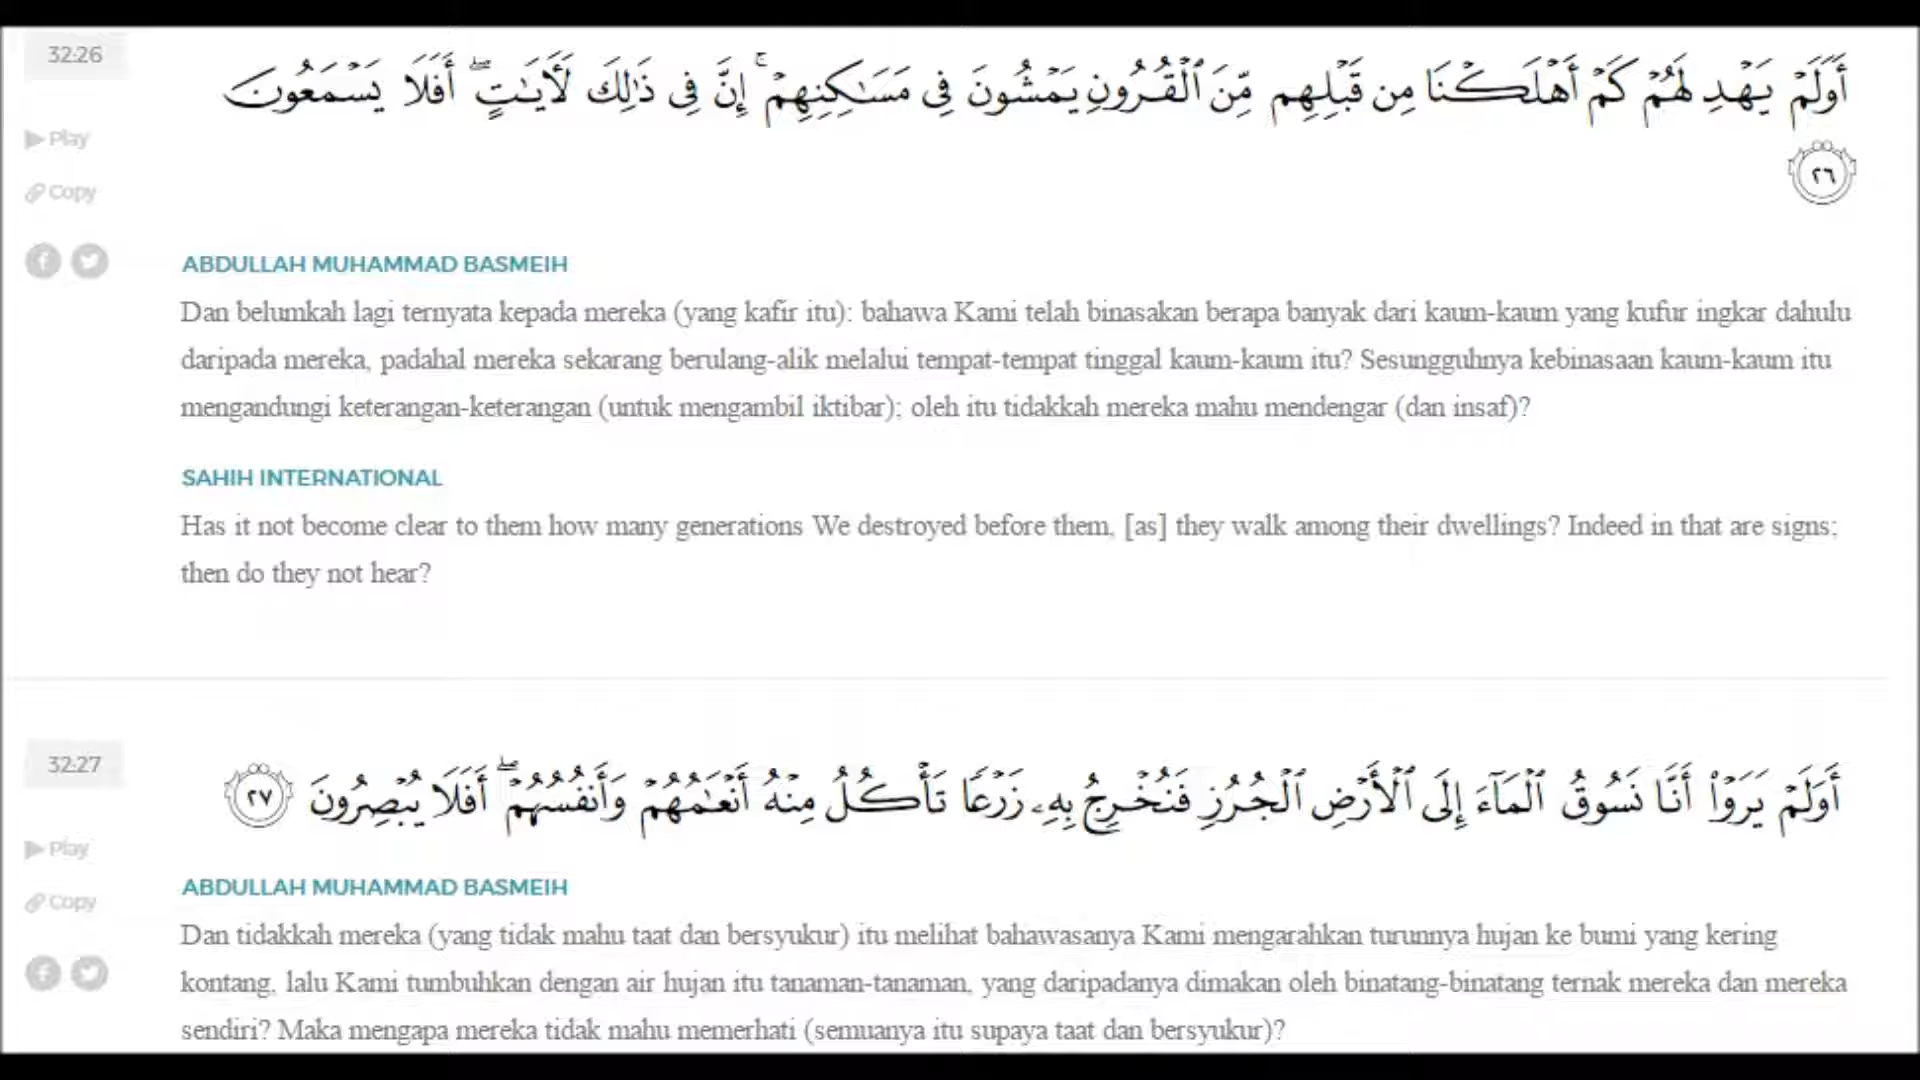 32:26
أَوَلَمْ يَهْدِ لَهُمْ كَمْ أَهْلَكْنَا مِن قَبْلِهِم مِّنَ ٱلْقُرُونِ يَمْشُونَ فِى مَسَـٰكِنِهِمْ ۚ إِنَّ فِى ذَٰلِكَ لَـَٔايَـٰتٍ ۖ أَفَلَا يَسْمَعُونَ
٢٦
Play
Copy
ABDULLAH MUHAMMAD BASMEIH
Dan belumkah lagi ternyata kepada mereka (yang kafir itu): bahawa Kami telah binasakan berapa banyak dari kaum-kaum yang kufur ingkar dahulu
daripada mereka, padahal mereka sekarang berulang-alik melalui tempat-tempat tinggal kaum-kaum itu? Sesungguhnya kebinasaan kaum-kaum itu
mengandungi keterangan-keterangan (untuk mengambil iktibar); oleh itu tidakkah mereka mahu mendengar (dan insaf)?
SAHIH INTERNATIONAL
Has it not become clear to them how many generations We destroyed before them, [as] they walk among their dwellings? Indeed in that are signs;
then do they not hear?
32:27
أَوَلَمْ يَرَوْا۟ أَنَّا نَسُوقُ ٱلْمَآءَ إِلَى ٱلْأَرْضِ ٱلْجُرُزِ فَنُخْرِجُ بِهِۦ زَرْعًا تَأْكُلُ مِنْهُ أَنْعَـٰمُهُمْ وَأَنفُسُهُمْ ۖ أَفَلَا يُبْصِرُونَ ٢٧
Play
Copy
ABDULLAH MUHAMMAD BASMEIH
Dan tidakkah mereka (yang tidak mahu taat dan bersyukur) itu melihat bahawasanya Kami mengarahkan turunnya hujan ke bumi yang kering
kontang, lalu Kami tumbuhkan dengan air hujan itu tanaman-tanaman, yang daripadanya dimakan oleh binatang-binatang ternak mereka dan mereka
sendiri? Maka mengapa mereka tidak mahu memerhati (semuanya itu supaya taat dan bersyukur)?